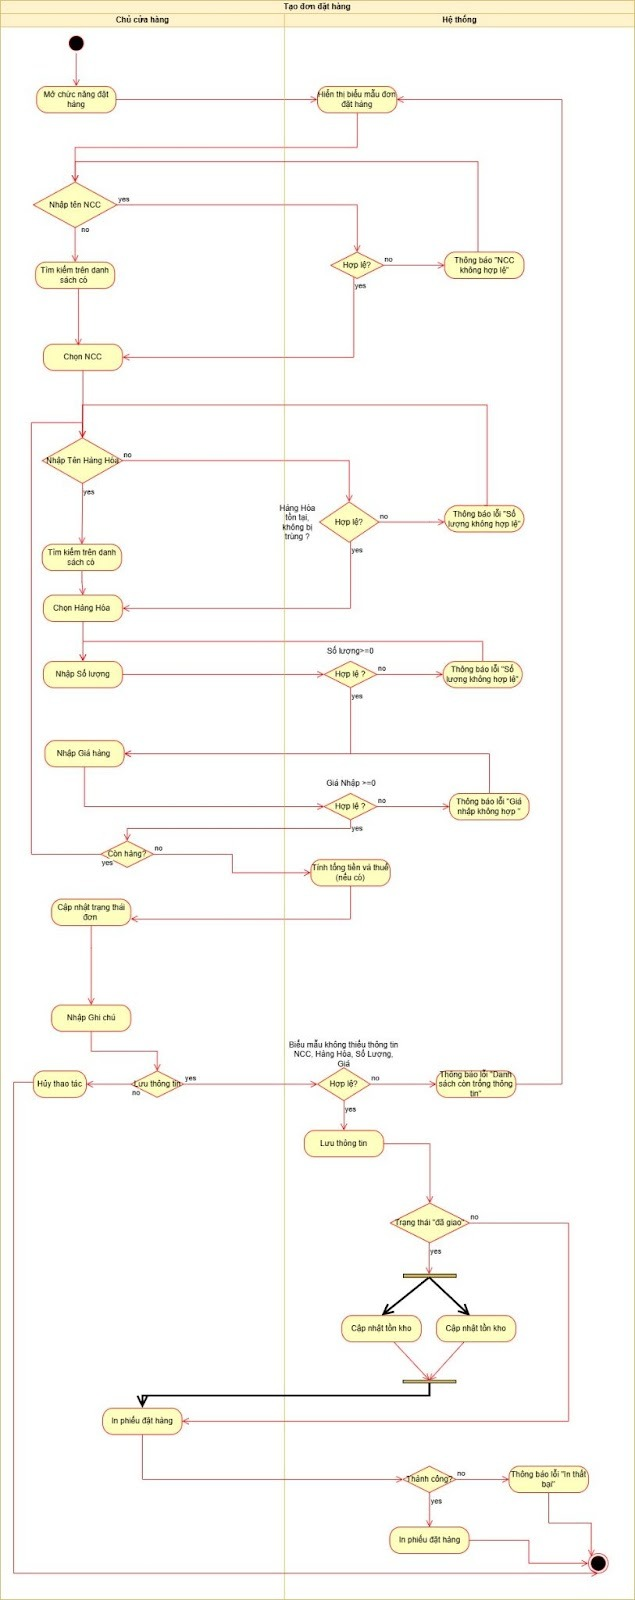 Tạo đơn đặt hàng
Chủ cửa hàng
Hệ thống
Mở chức năng đặt
hàng
Hiển thị biểu mẫu đơn
đặt hàng
Nhập tên NCC
yes
no
Tìm kiếm trên danh
sách có
Hợp lệ?
no
yes
Thông báo "NCC
không hợp lệ"
Chọn NCC
Nhập Tên Hàng Hóa
no
yes
Hàng Hóa
tồn tại,
không bị
trùng ?
Hợp lệ?
no
yes
Thông báo lỗi "Số
lượng không hợp lệ"
Tìm kiếm trên danh
sách có
Chọn Hàng Hóa
Số lượng>=0
Nhập Số lượng
Hợp lệ ?
no
yes
Thông báo lỗi "Số
lượng không hợp lệ"
Nhập Giá hàng
Giá Nhập >=0
Hợp lệ ?
no
yes
Thông báo lỗi "Giá
nhập không hợp "
Còn hàng?
no
yes
Tính tổng tiền và thuế
(nếu có)
Cập nhật trạng thái
đơn
Nhập Ghi chú
Biểu mẫu không thiếu thông tin
NCC, Hàng Hóa, Số Lượng,
Giá
Hủy thao tác
Lưu thông tin
yes
no
Hợp lệ?
no
yes
Thông báo lỗi "Danh
sách còn trống thông
tin"
Lưu thông tin
Trạng thái "đã giao"
no
yes
Cập nhật tồn kho
Cập nhật tồn kho
In phiếu đặt hàng
Thành công?
no
yes
Thông báo lỗi "In thất
bại"
In phiếu đặt hàng